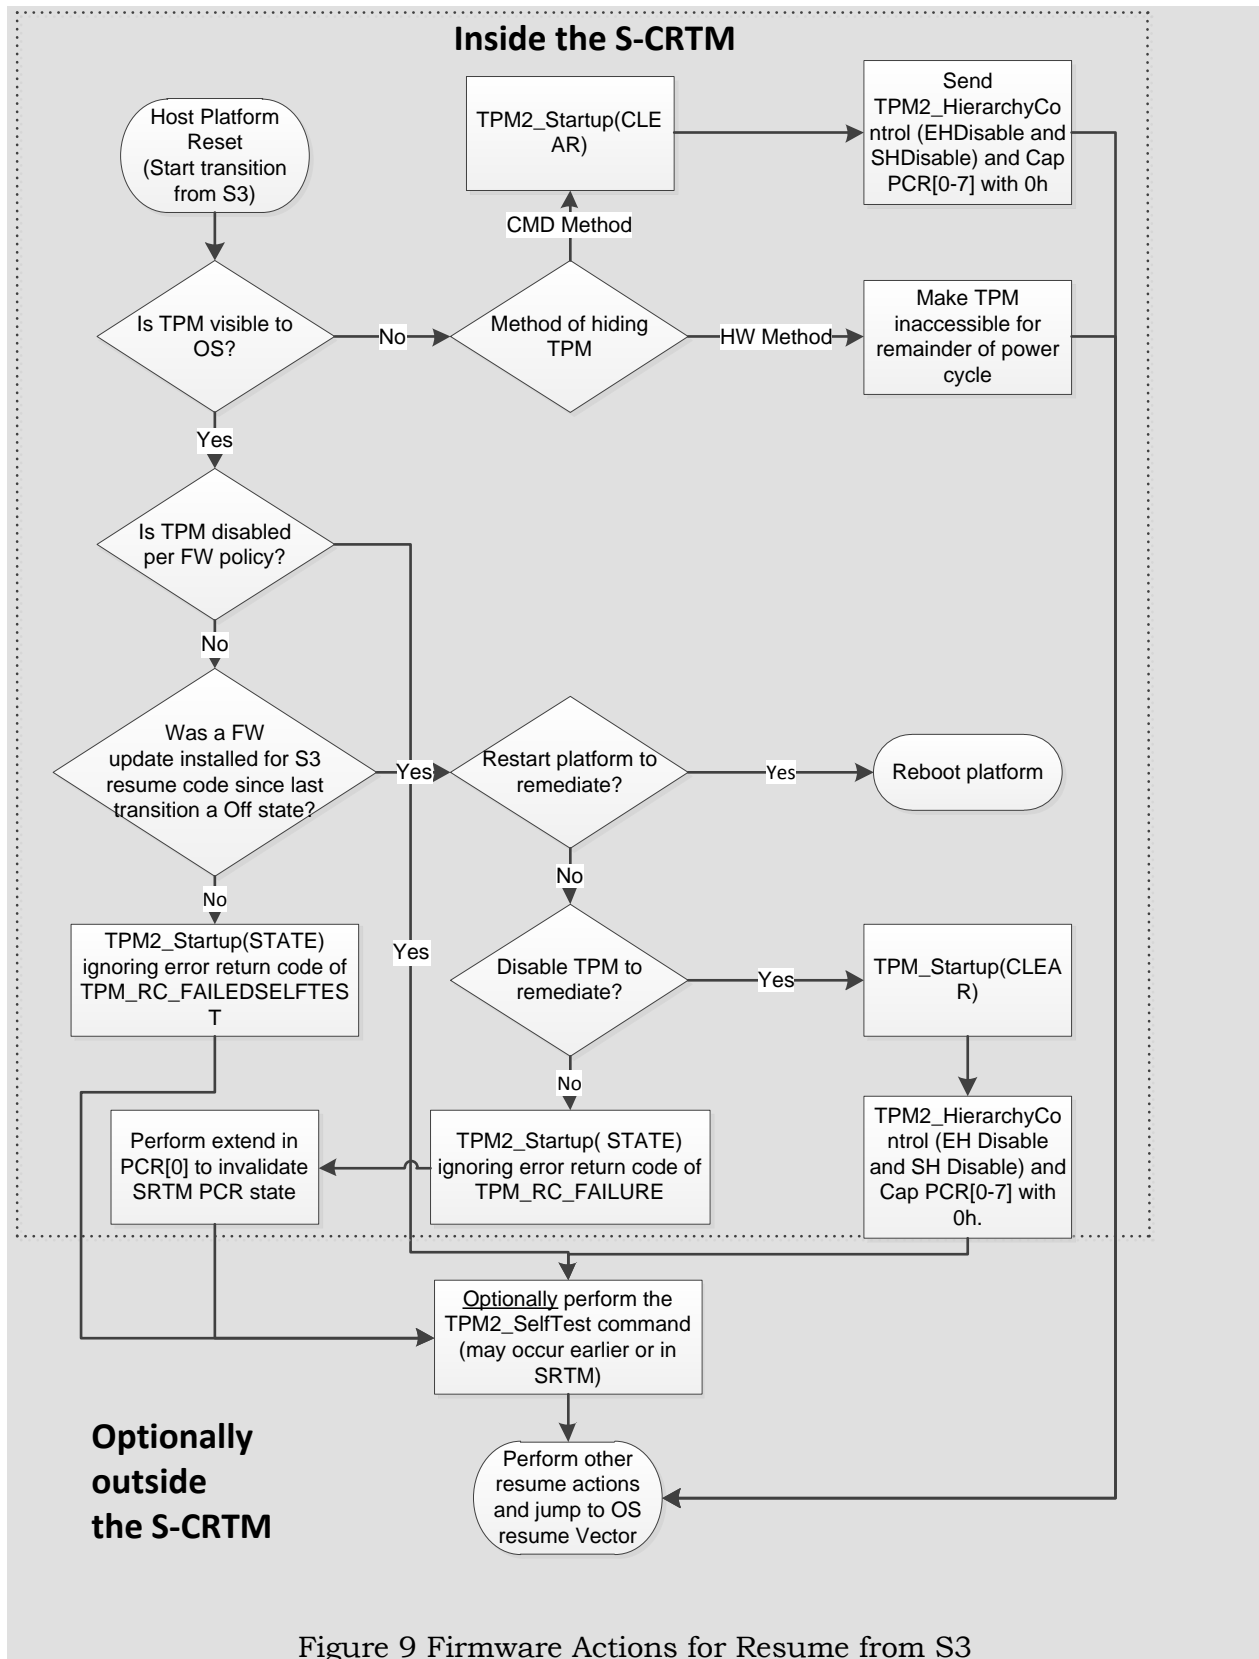 Inside the S-CRTM
Host Platform
Reset
(Start transition
from S3)
TPM2_Startup(CLE
AR)
Send
TPM2_HierarchyCo
ntrol (EHDisable and
SHDisable) and Cap
PCR[0-7] with 0h
CMD Method
Is TPM visible to
OS?
No
Method of hiding
TPM
HW Method
Make TPM
inaccessible for
remainder of power
cycle
Yes
Is TPM disabled
per FW policy?
No
Was a FW
update installed for S3
resume code since last
transition a Off state?
Yes
Restart platform to
remediate?
Yes
Reboot platform
No
No
TPM2_Startup(STATE)
ignoring error return code of
TPM_RC_FAILEDSELFTES
T
Yes
Disable TPM to
remediate?
Yes
TPM_Startup(CLEA
R)
No
Perform extend in
PCR[0] to invalidate
SRTM PCR state
TPM2_Startup( STATE)
ignoring error return code of
TPM_RC_FAILURE
TPM2_HierarchyCo
ntrol (EH Disable
and SH Disable) and
Cap PCR[0-7] with
0h.
Optionally perform the
TPM2_SelfTest command
(may occur earlier or in
SRTM)
Optionally
outside
the S-CRTM
Perform other
resume actions
and jump to OS
resume Vector
Figure 9 Firmware Actions for Resume from S3